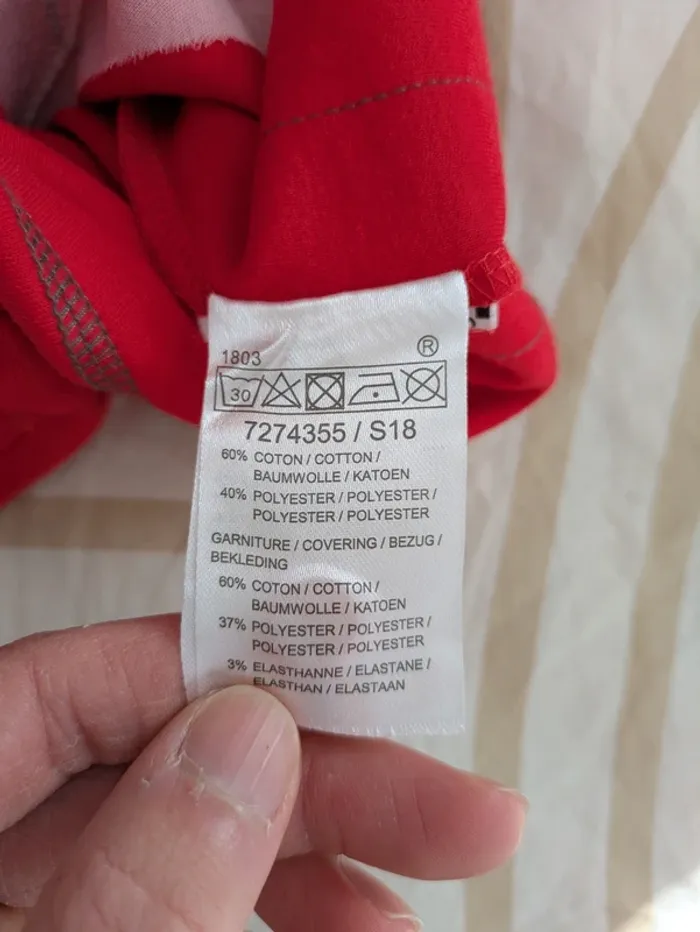 1803
®
30
7274355 / S18
60% COTON / COTTON /
BAUMWOLLE / KATOEN
40% POLYESTER / POLYESTER /
POLYESTER / POLYESTER
GARNITURE / COVERING / BEZUG /
BEKLEDING
60% COTON / COTTON /
BAUMWOLLE / KATOEN
37% POLYESTER / POLYESTER /
POLYESTER / POLYESTER
3% ELASTHANNE / ELASTANE /
ELASTHAN / ELASTAAN